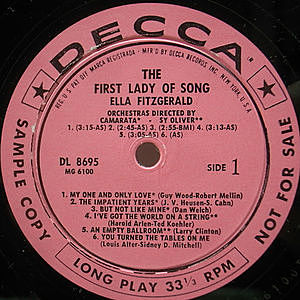 DECCA
REG'D U S PAT OFF MARCA REGISTRADA • MFR'D BY DECCA RECORDS INC. NEW YORK, U.S.A.
THE
FIRST LADY OF SONG
ELLA FITZGERALD
ORCHESTRAS DIRECTED BY
CAMARATA* - SY OLIVER**
1. (3:15-AS) 2. (2:45-AS) 3. (2:55-BMI) 4. (3:13-AS)
5. (3:05-AS) 6. (AS)
DL 8695
MG 6100
SIDE 1
SAMPLE COPY
NOT FOR SALE
1. MY ONE AND ONLY LOVE* (Guy Wood-Robert Mellin)
2. THE IMPATIENT YEARS* (J. V. Heusen-S. Cahn)
3. BUT NOT LIKE MINE* (Dan Welch)
4. I'VE GOT THE WORLD ON A STRING**
(Harold Arlen-Ted Koehler)
5. AN EMPTY BALLROOM** (Larry Clinton)
6. YOU TURNED THE TABLES ON ME
(Louis Alter-Sidney D. Mitchell)
LONG PLAY 33⅓ RPM